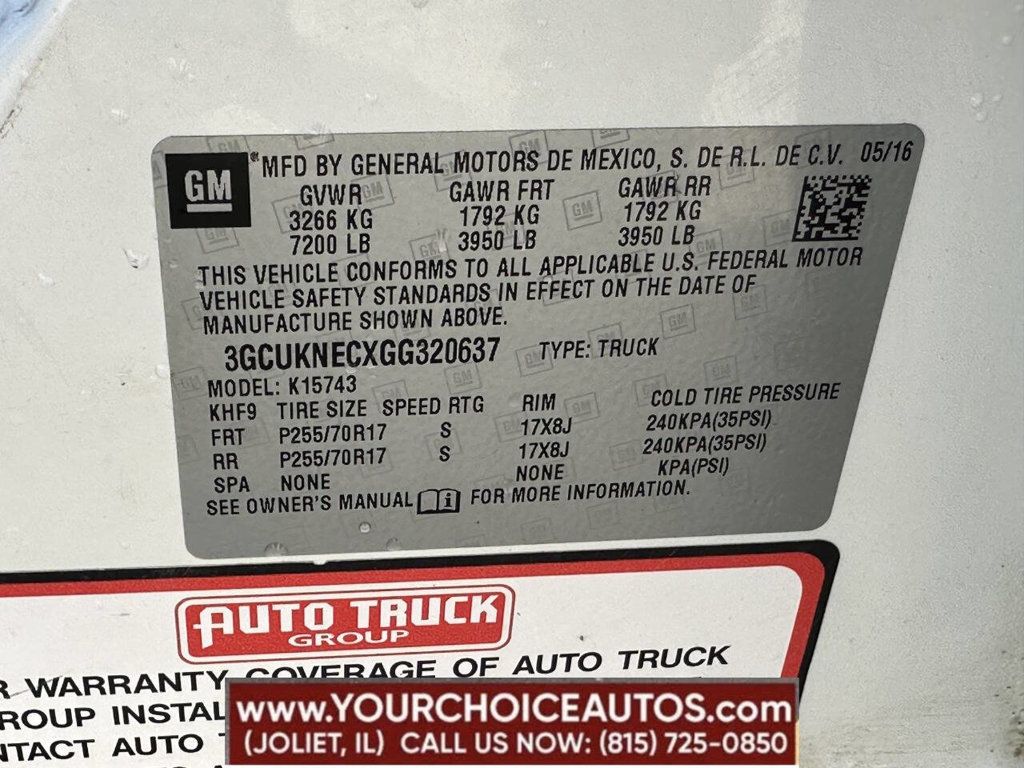 GM
® MFD BY GENERAL MOTORS DE MEXICO, S. DE R.L. DE C.V. 05/16
GVWR GAWR FRT GAWR RR
3266 KG 1792 KG 1792 KG
7200 LB 3950 LB 3950 LB
THIS VEHICLE CONFORMS TO ALL APPLICABLE U.S. FEDERAL MOTOR
VEHICLE SAFETY STANDARDS IN EFFECT ON THE DATE OF
MANUFACTURE SHOWN ABOVE.
3GCUKNECXGG320637 TYPE: TRUCK
MODEL: K15743
KHF9 TIRE SIZE SPEED RTG RIM COLD TIRE PRESSURE
FRT P255/70R17 S 17X8J 240KPA(35PSI)
RR P255/70R17 S 17X8J 240KPA(35PSI)
SPA NONE NONE KPA(PSI)
SEE OWNER'S MANUAL FOR MORE INFORMATION.
AUTO TRUCK
GROUP
R WARRANTY COVERAGE OF AUTO TRUCK
ROUP INSTAL
NTACT AUTO
www.YOURCHOICEAUTOS.com
(JOLIET, IL) CALL US NOW: (815) 725-0850